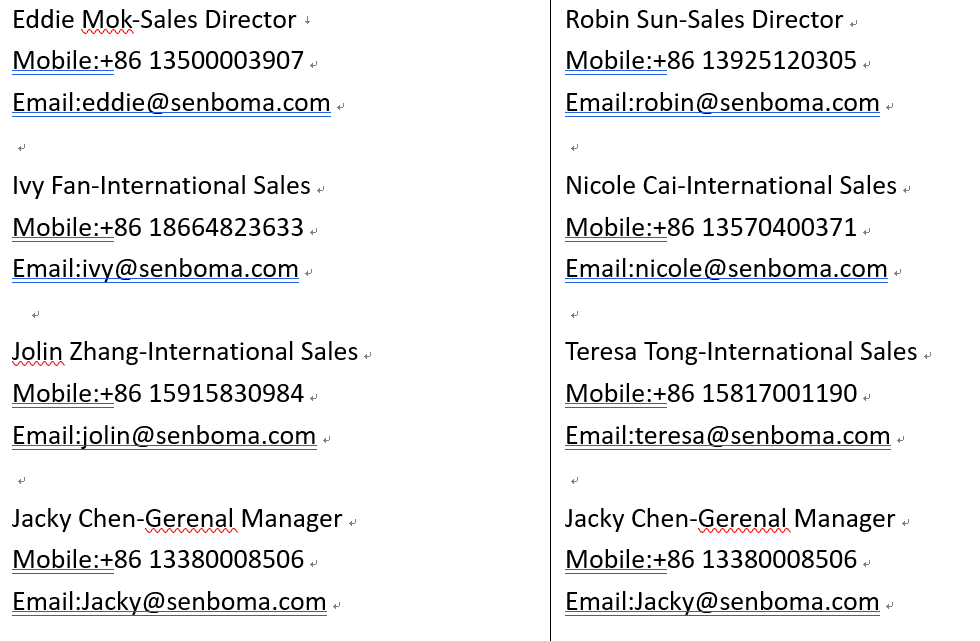 Eddie Mok-Sales Director
Mobile:+86 13500003907
Email:eddie@senboma.com
Ivy Fan-International Sales
Mobile:+86 18664823633
Email:ivy@senboma.com
Jolin Zhang-International Sales
Mobile:+86 15915830984
Email:jolin@senboma.com
Jacky Chen-Gerenal Manager
Mobile:+86 13380008506
Email:Jacky@senboma.com
Robin Sun-Sales Director
Mobile:+86 13925120305
Email:robin@senboma.com
Nicole Cai-International Sales
Mobile:+86 13570400371
Email:nicole@senboma.com
Teresa Tong-International Sales
Mobile:+86 15817001190
Email:teresa@senboma.com
Jacky Chen-Gerenal Manager
Mobile:+86 13380008506
Email:Jacky@senboma.com